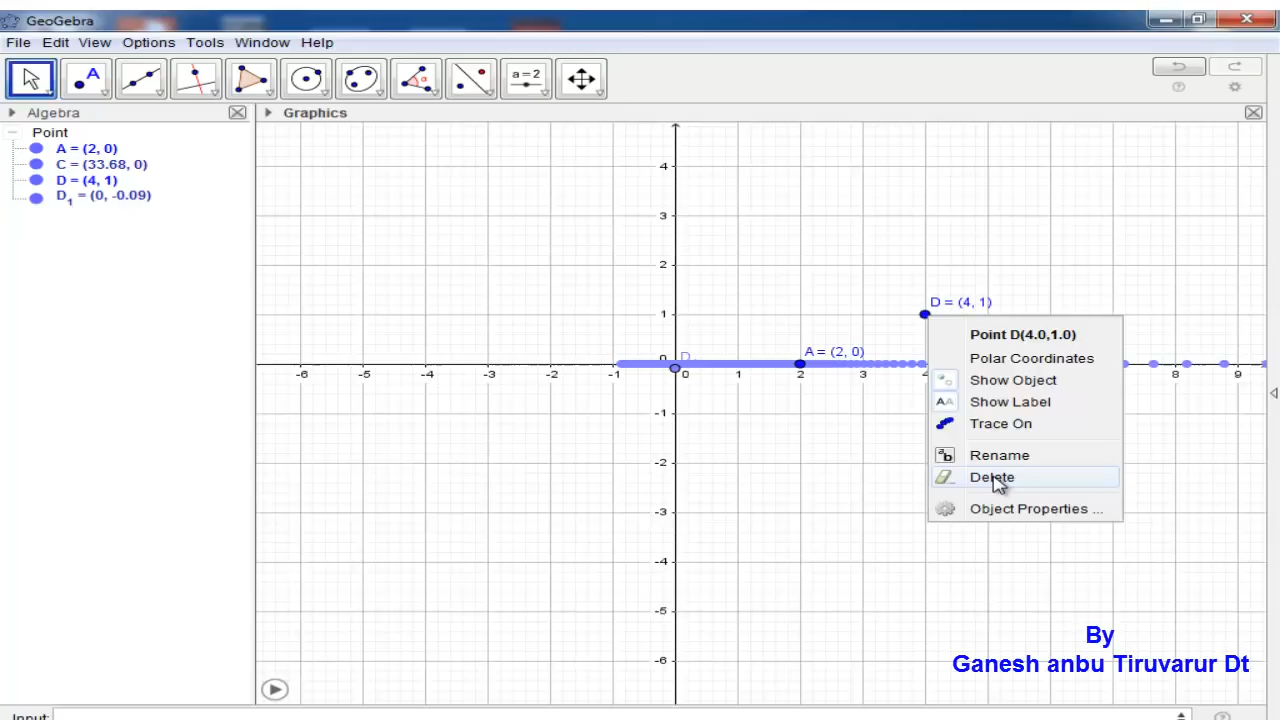 GeoGebra
File Edit View Options Tools Window Help
A
a=2
Algebra
Graphics
Point
A = (2, 0)
C = (33.68, 0)
D = (4, 1)
D1 = (0, -0.09)
4
3
2
D = (4, 1)
1
A = (2, 0)
0
-6 -5 -4 -3 -2 -1 0 1 2 3 4 8 9
-1
-2
-3
-4
-5
-6
Point D(4.0,1.0)
Polar Coordinates
Show Object
AA Show Label
Trace On
ab Rename
Delete
Object Properties ...
By
Ganesh anbu Tiruvarur Dt
Input: